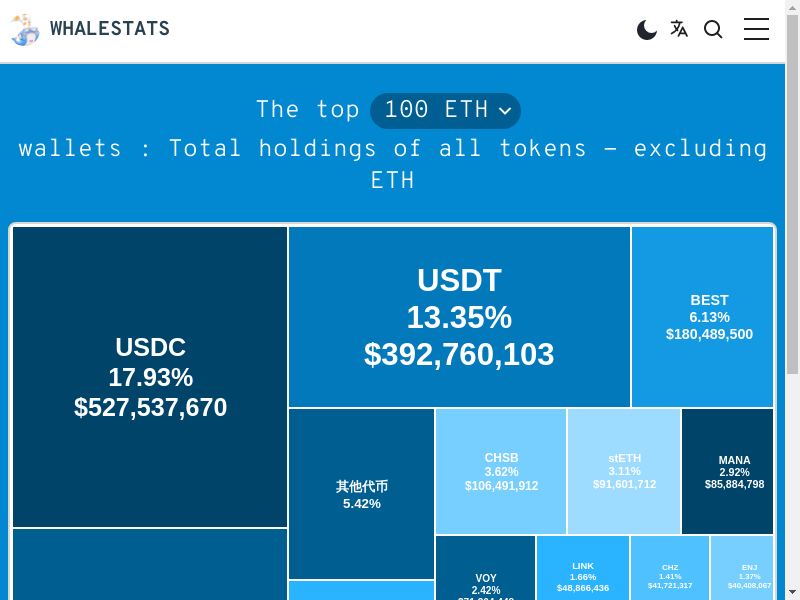 WHALESTATS
The top 100 ETH
wallets : Total holdings of all tokens – excluding
ETH
USDC
17.93%
$527,537,670
USDT
13.35%
$392,760,103
BEST
6.13%
$180,489,500
其他代币
5.42%
CHSB
3.62%
$106,491,912
stETH
3.11%
$91,601,712
MANA
2.92%
$85,884,798
VOY
2.42%
LINK
1.66%
$48,866,436
CHZ
1.41%
$41,721,317
ENJ
1.37%
$40,408,067